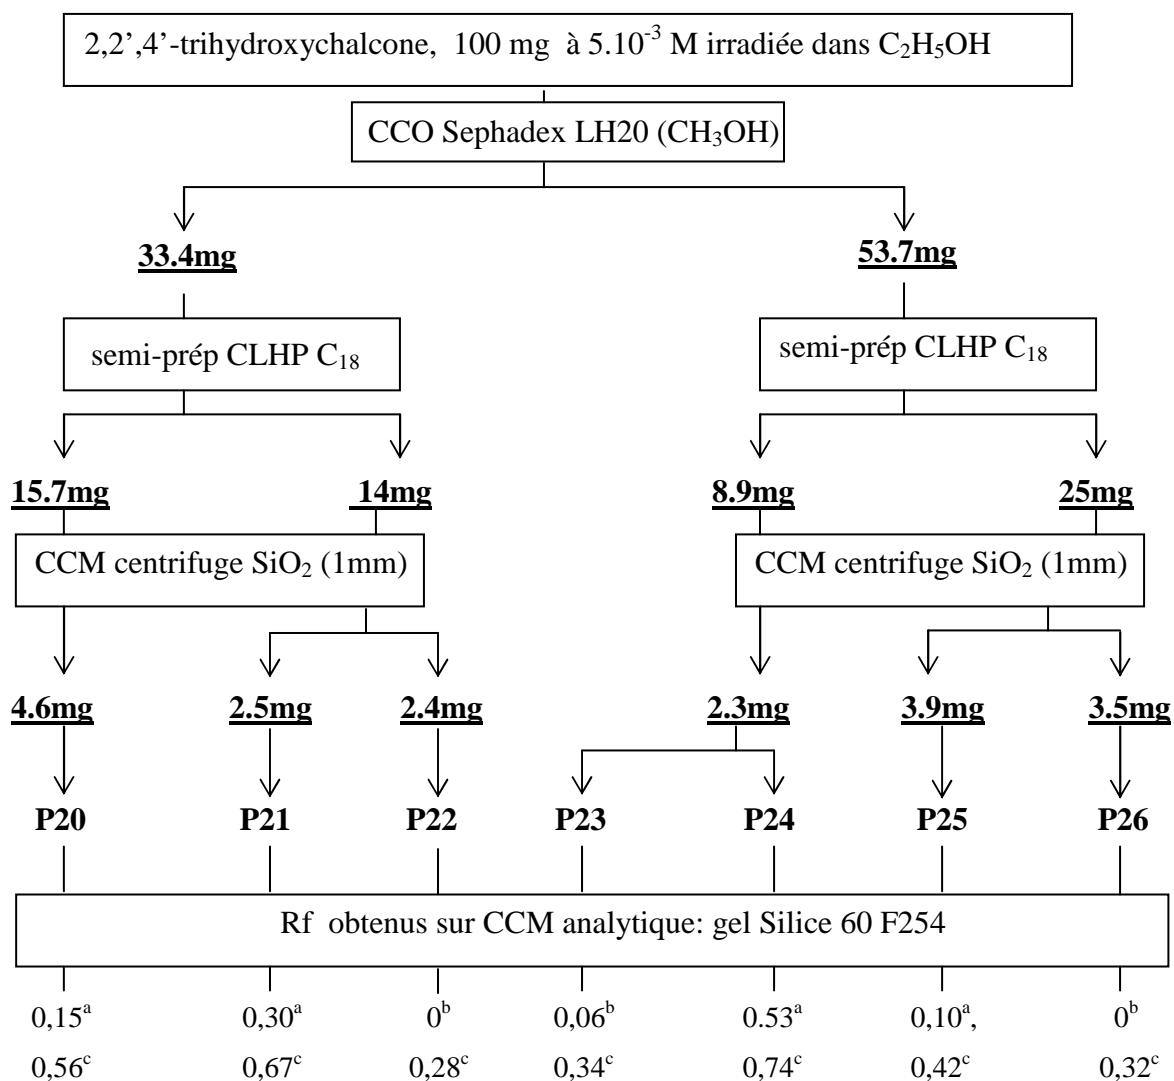 2,2’,4’-trihydroxychalcone, 100 mg à 5.10⁻³ M irradiée dans C₂H₅OH
CCO Sephadex LH20 (CH₃OH)
33.4mg 53.7mg
semi-prép CLHP C₁₈ semi-prép CLHP C₁₈
15.7mg 14mg 8.9mg 25mg
CCM centrifuge SiO₂ (1mm) CCM centrifuge SiO₂ (1mm)
4.6mg 2.5mg 2.4mg 2.3mg 3.9mg 3.5mg
P20 P21 P22 P23 P24 P25 P26
Rf obtenus sur CCM analytique: gel Silice 60 F254
0,15ᵃ 0,30ᵃ 0ᵇ 0,06ᵇ 0.53ᵃ 0,10ᵃ, 0ᵇ
0,56ᶜ 0,67ᶜ 0,28ᶜ 0,34ᶜ 0,74ᶜ 0,42ᶜ 0,32ᶜ